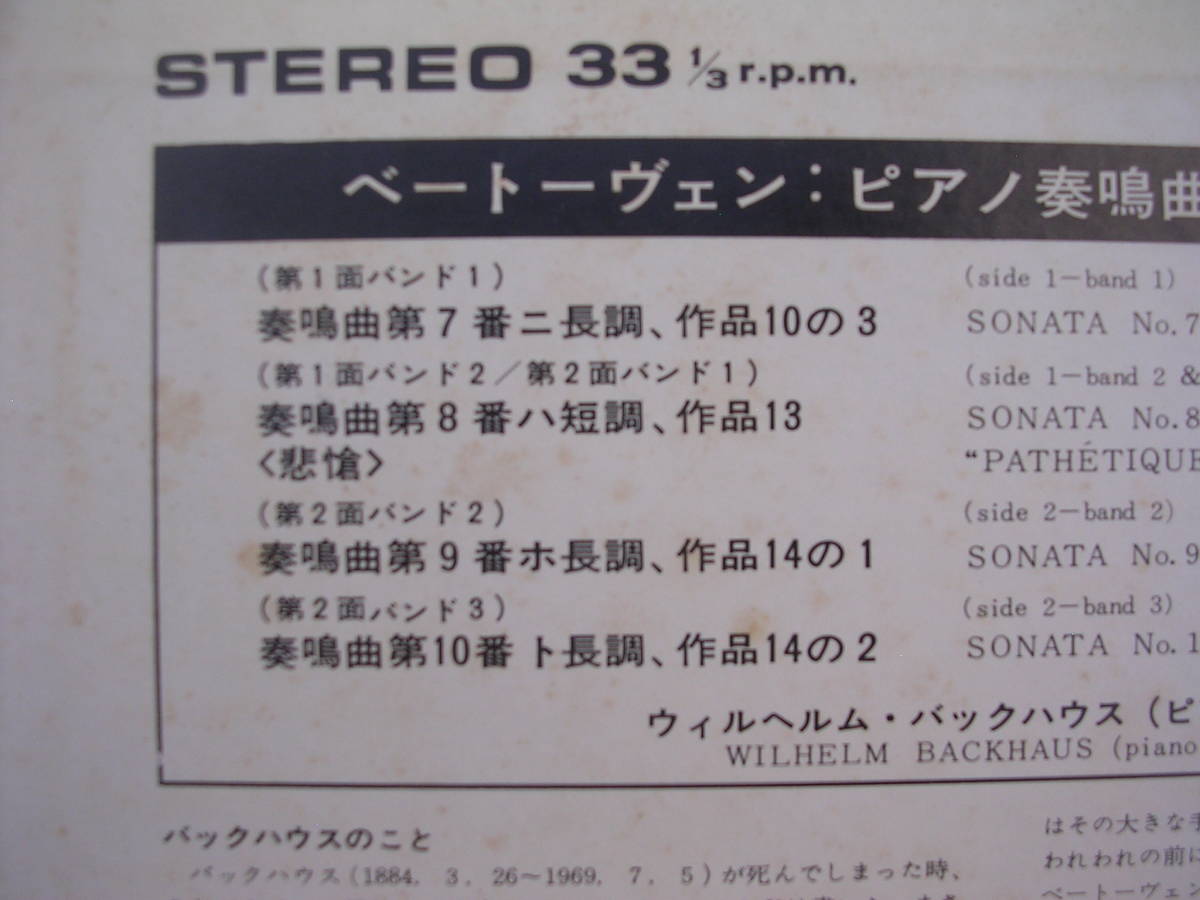 STEREO 33 1/3 r.p.m.
ベートーヴェン：ピアノ奏鳴曲
(第1面バンド1)
奏鳴曲第7番ニ長調、作品10の3
(第1面バンド2／第2面バンド1)
奏鳴曲第8番ハ短調、作品13
<悲愴>
(第2面バンド2)
奏鳴曲第9番ホ長調、作品14の1
(第2面バンド3)
奏鳴曲第10番ト長調、作品14の2
(side 1－band 1)
SONATA No.7
(side 1－band 2 &
SONATA No.8
“PATHÉTIQUE
(side 2－band 2)
SONATA No.9
(side 2－band 3)
SONATA No.1
ウィルヘルム・バックハウス (ピ
WILHELM BACKHAUS (piano
バックハウスのこと
バックハウス(1884. 3. 26～1969. 7. 5)が死んでしまった時、
はその大きな手
われわれの前に
ベートーヴェン